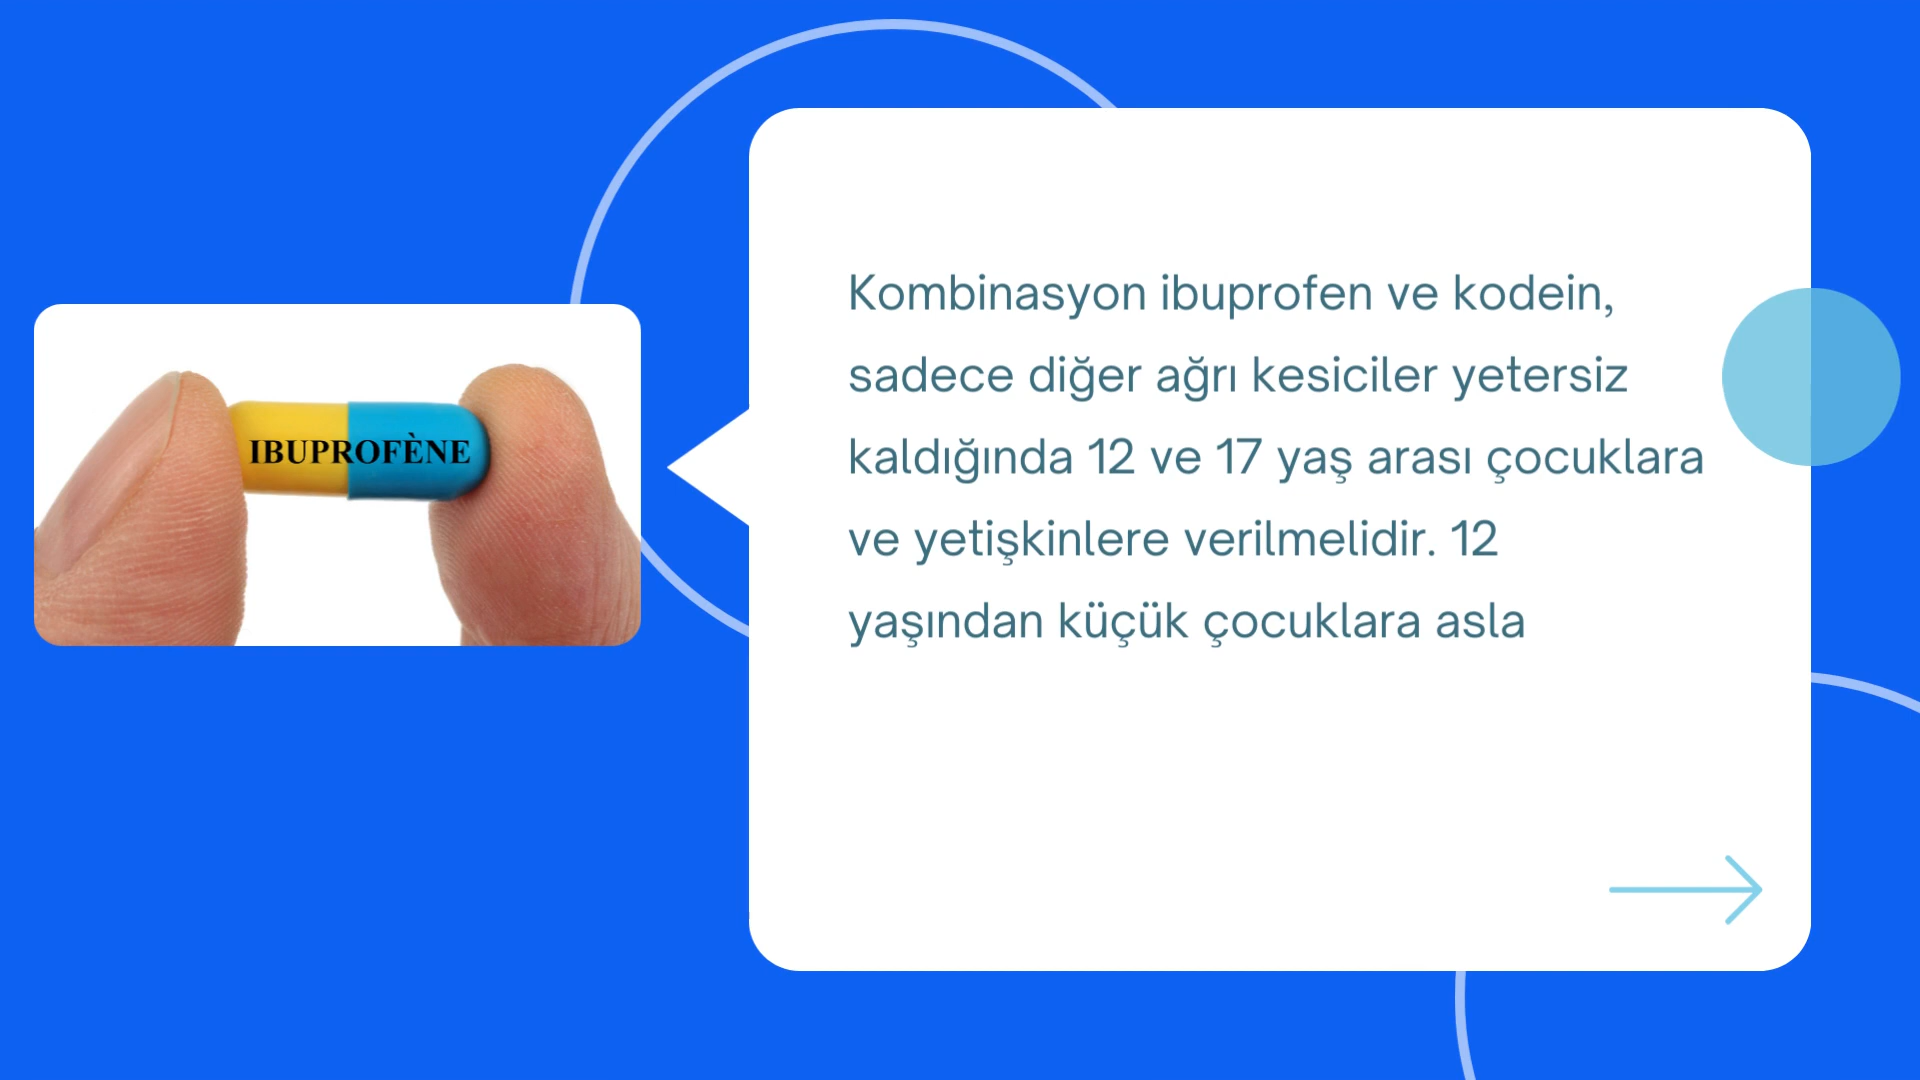 IBUPROFÈNE
Kombinasyon ibuprofen ve kodein,
sadece diğer ağrı kesiciler yetersiz
kaldığında 12 ve 17 yaş arası çocuklara
ve yetişkinlere verilmelidir. 12
yaşından küçük çocuklara asla